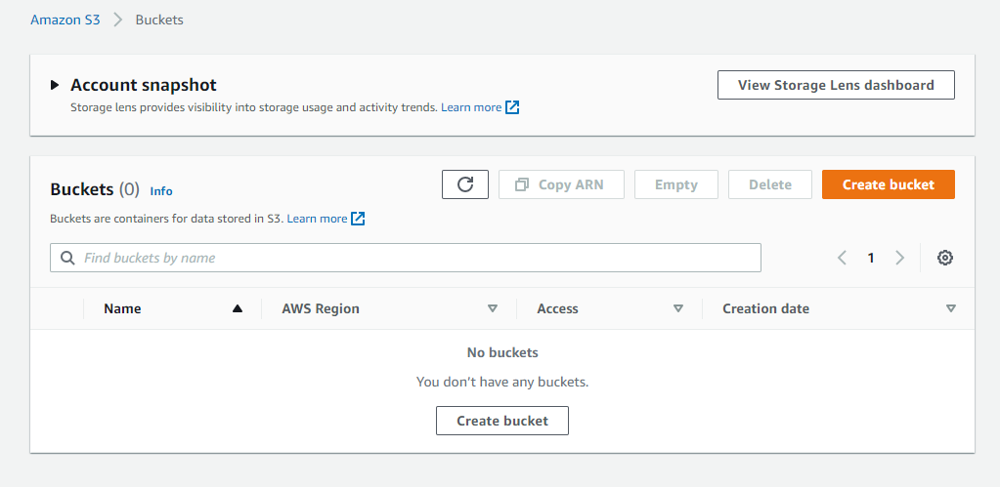 Amazon S3 > Buckets
Account snapshot
View Storage Lens dashboard
Storage lens provides visibility into storage usage and activity trends. Learn more
Buckets (0) Info
Copy ARN
Empty
Delete
Create bucket
Buckets are containers for data stored in S3. Learn more
Find buckets by name
1
Name
AWS Region
Access
Creation date
No buckets
You don’t have any buckets.
Create bucket